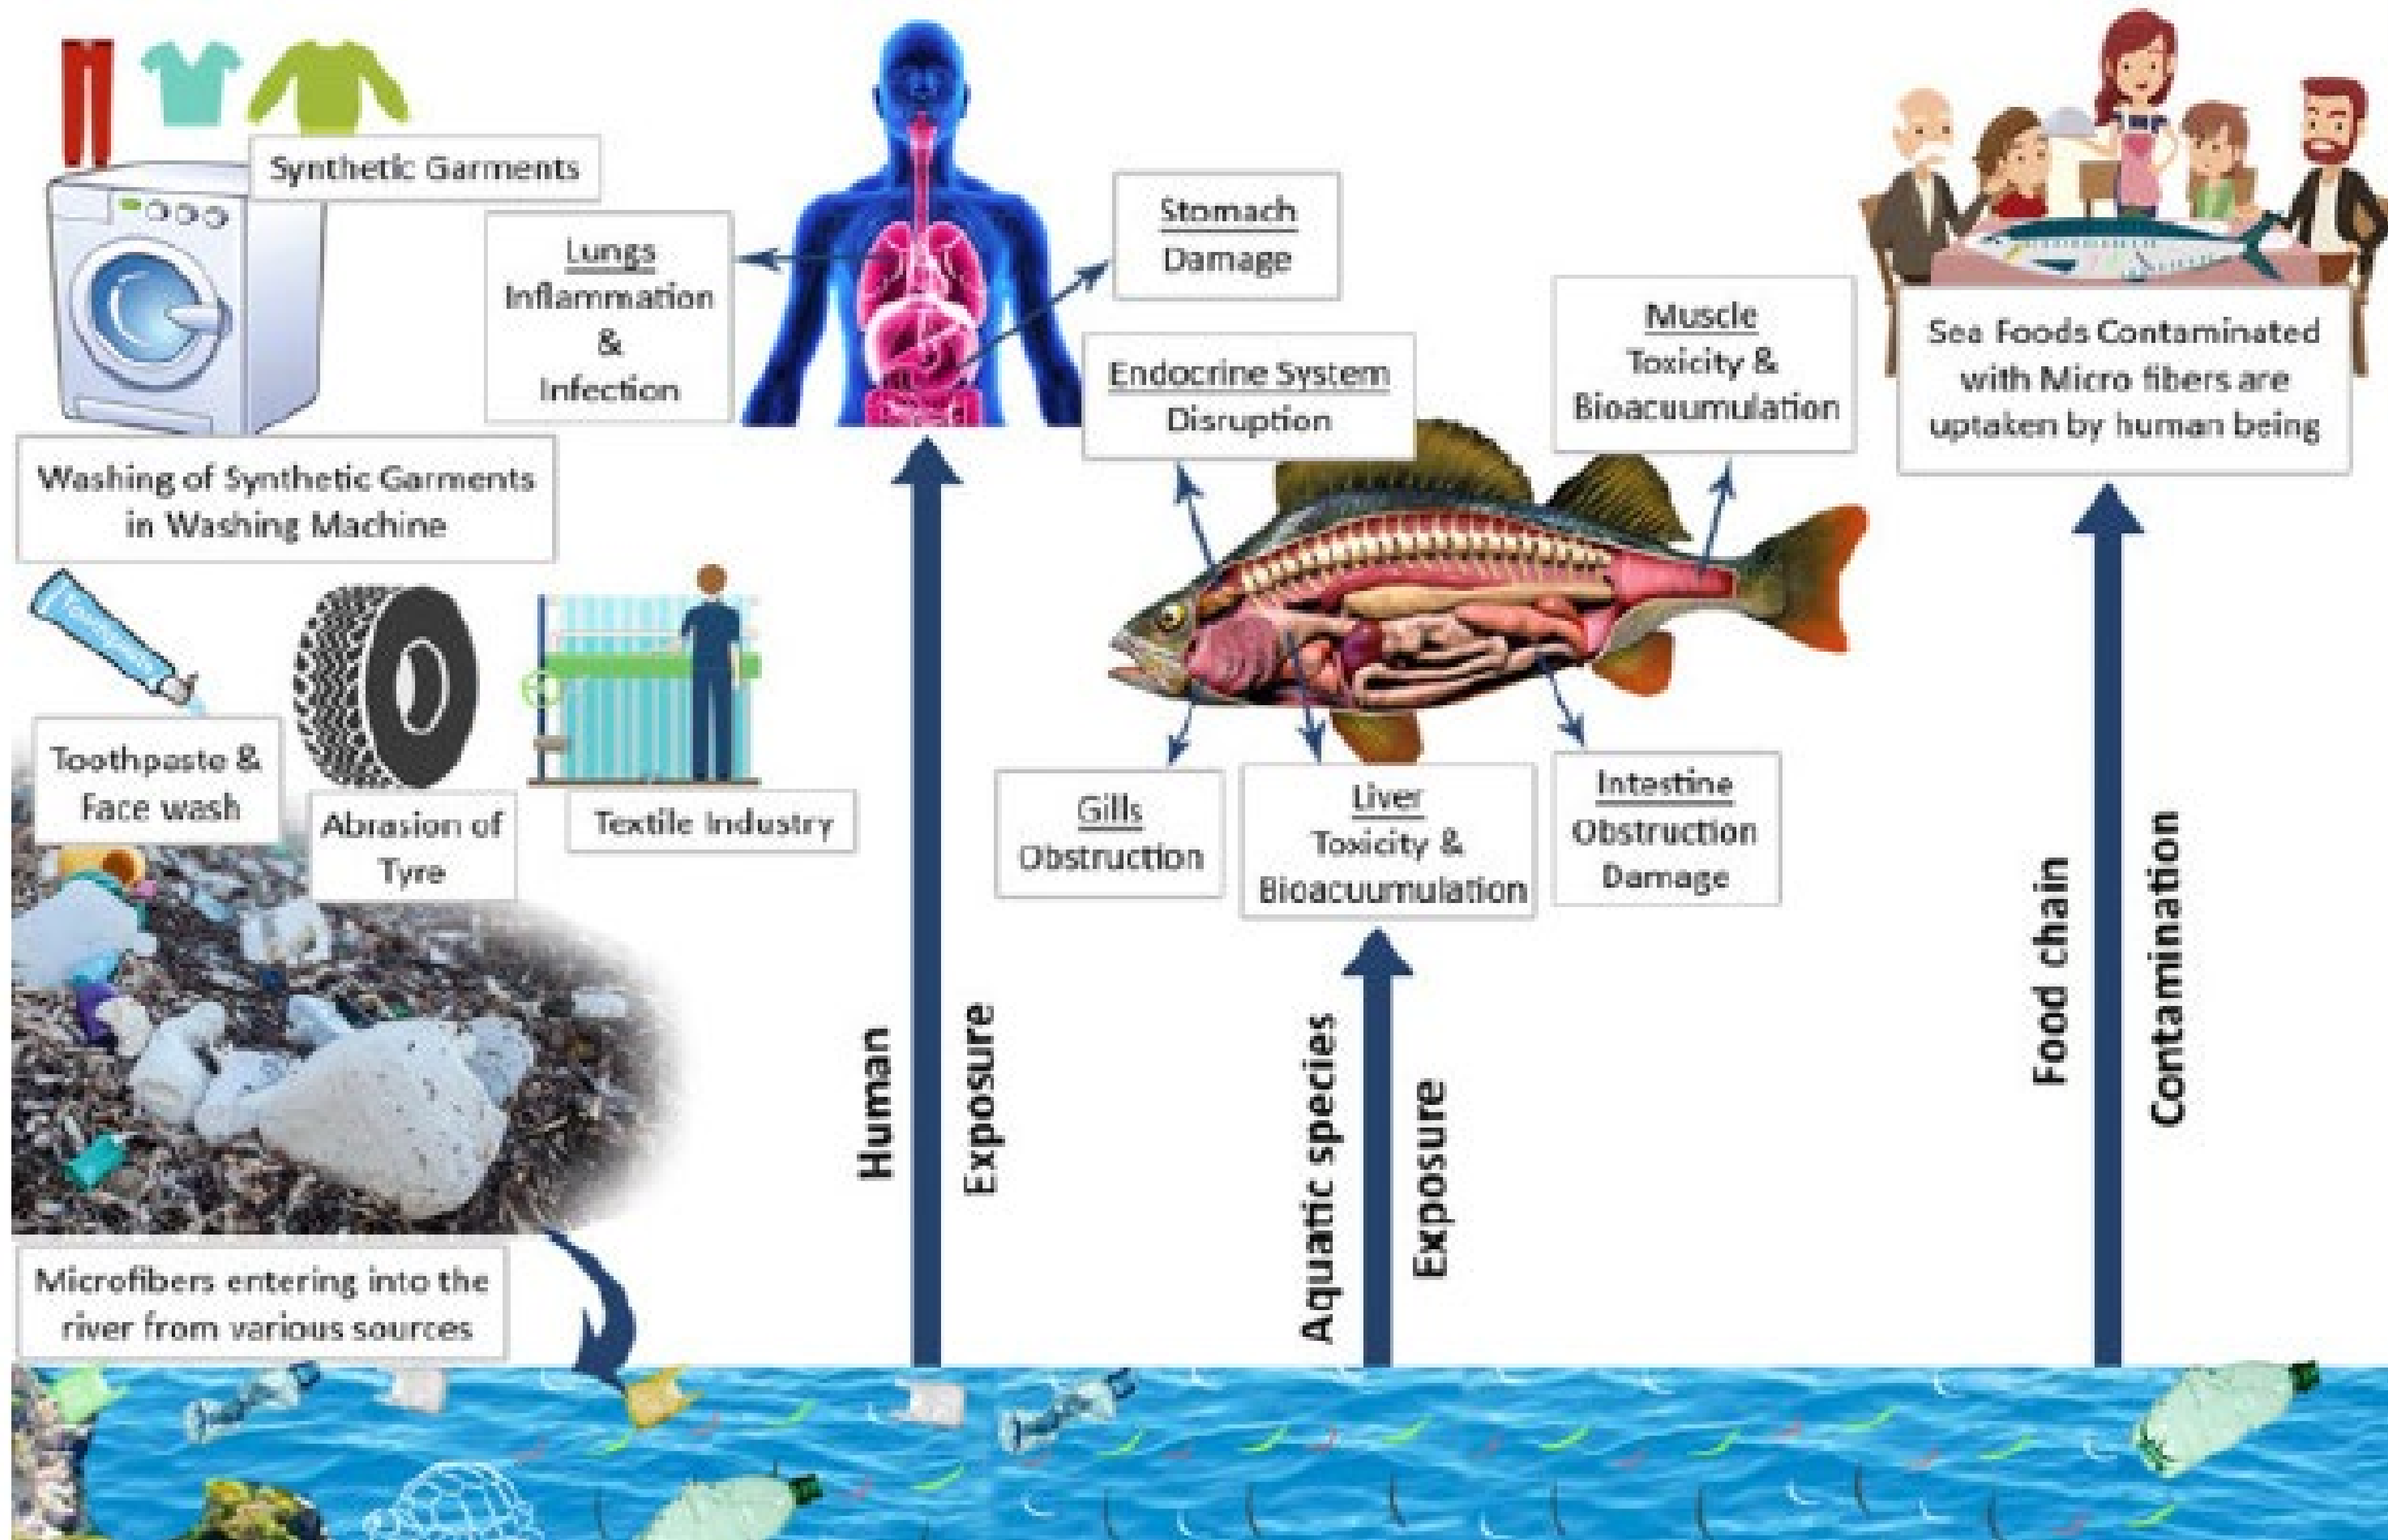 Synthetic Garments
Washing of Synthetic Garments
in Washing Machine
Toothpaste
Toothpaste &
Face wash
Abrasion of
Tyre
Textile Industry
Microfibers entering into the
river from various sources
Lungs
Inflammation
&
Infection
Stomach
Damage
Human
Exposure
Endocrine System
Disruption
Muscle
Toxicity &
Bioacuumulation
Gills
Obstruction
Liver
Toxicity &
Bioacuumulation
Intestine
Obstruction
Damage
Aquatic species
Exposure
Sea Foods Contaminated
with Micro fibers are
uptaken by human being
Food chain
Contamination